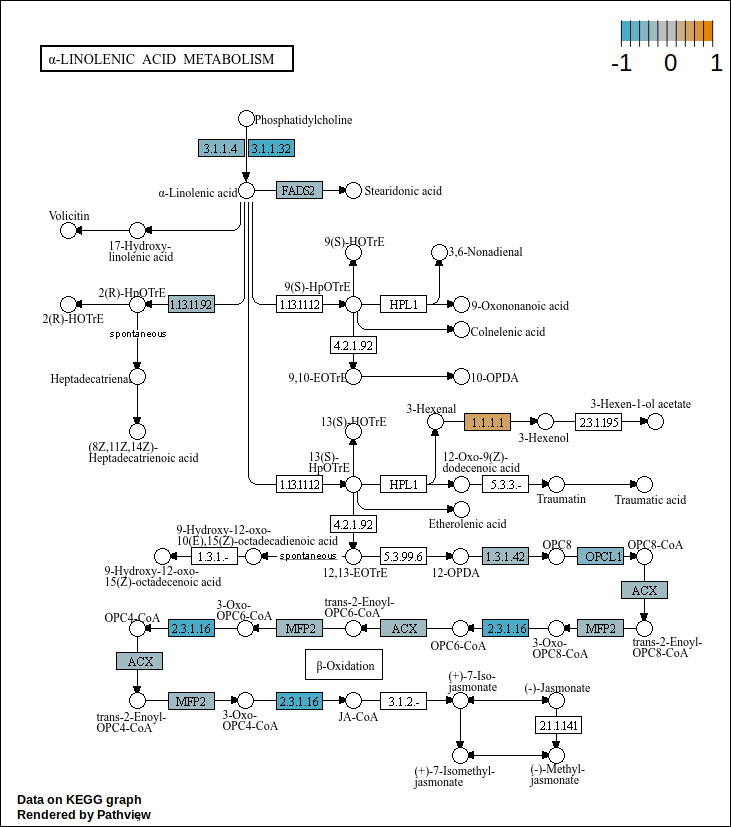 -1 0 1
α-LINOLENIC ACID METABOLISM
Phosphatidylcholine
3.1.1.4 3.1.1.32
α-Linolenic acid FADS2 Stearidonic acid
Volicitin
17-Hydroxy-
linolenic acid
9(S)-HOTrE
3,6-Nonadienal
2(R)-HpOTrE
1.13.11.92
2(R)-HOTrE
9(S)-HpOTrE
1.13.11.12 HPL1 9-Oxononanoic acid
Colnelenic acid
spontaneous
4.2.1.92
Heptadecatrienal
9,10-EOTrE 10-OPDA
(8Z,11Z,14Z)-
Heptadecatrienoic acid
13(S)-HOTrE
3-Hexenal
1.1.1.1
3-Hexenol
2.3.1.195
3-Hexen-1-ol acetate
13(S)-
HpOTrE
12-Oxo-9(Z)-
dodecenoic acid
1.13.11.12 HPL1 5.3.3.-
Traumatin Traumatic acid
Etherolenic acid
4.2.1.92
9-Hydroxy-12-oxo-
10(E),15(Z)-octadecadienoic acid
1.3.1.- spontaneous
9-Hydroxy-12-oxo-
15(Z)-octadecenoic acid
12,13-EOTrE
5.3.99.6
12-OPDA
1.3.1.42
OPC8
OPCL1
OPC8-CoA
ACX
OPC4-CoA
2.3.1.16
3-Oxo-
OPC6-CoA
MFP2
trans-2-Enoyl-
OPC6-CoA
ACX
OPC6-CoA
2.3.1.16
3-Oxo-
OPC8-CoA
MFP2
trans-2-Enoyl-
OPC8-CoA
ACX
β-Oxidation
trans-2-Enoyl-
OPC4-CoA
MFP2
3-Oxo-
OPC4-CoA
2.3.1.16
JA-CoA
3.1.2.-
(+)-7-Iso-
jasmonate
(-)-Jasmonate
2.1.1.141
(+)-7-Isomethyl-
jasmonate
(-)-Methyl-
jasmonate
Data on KEGG graph
Rendered by Pathview